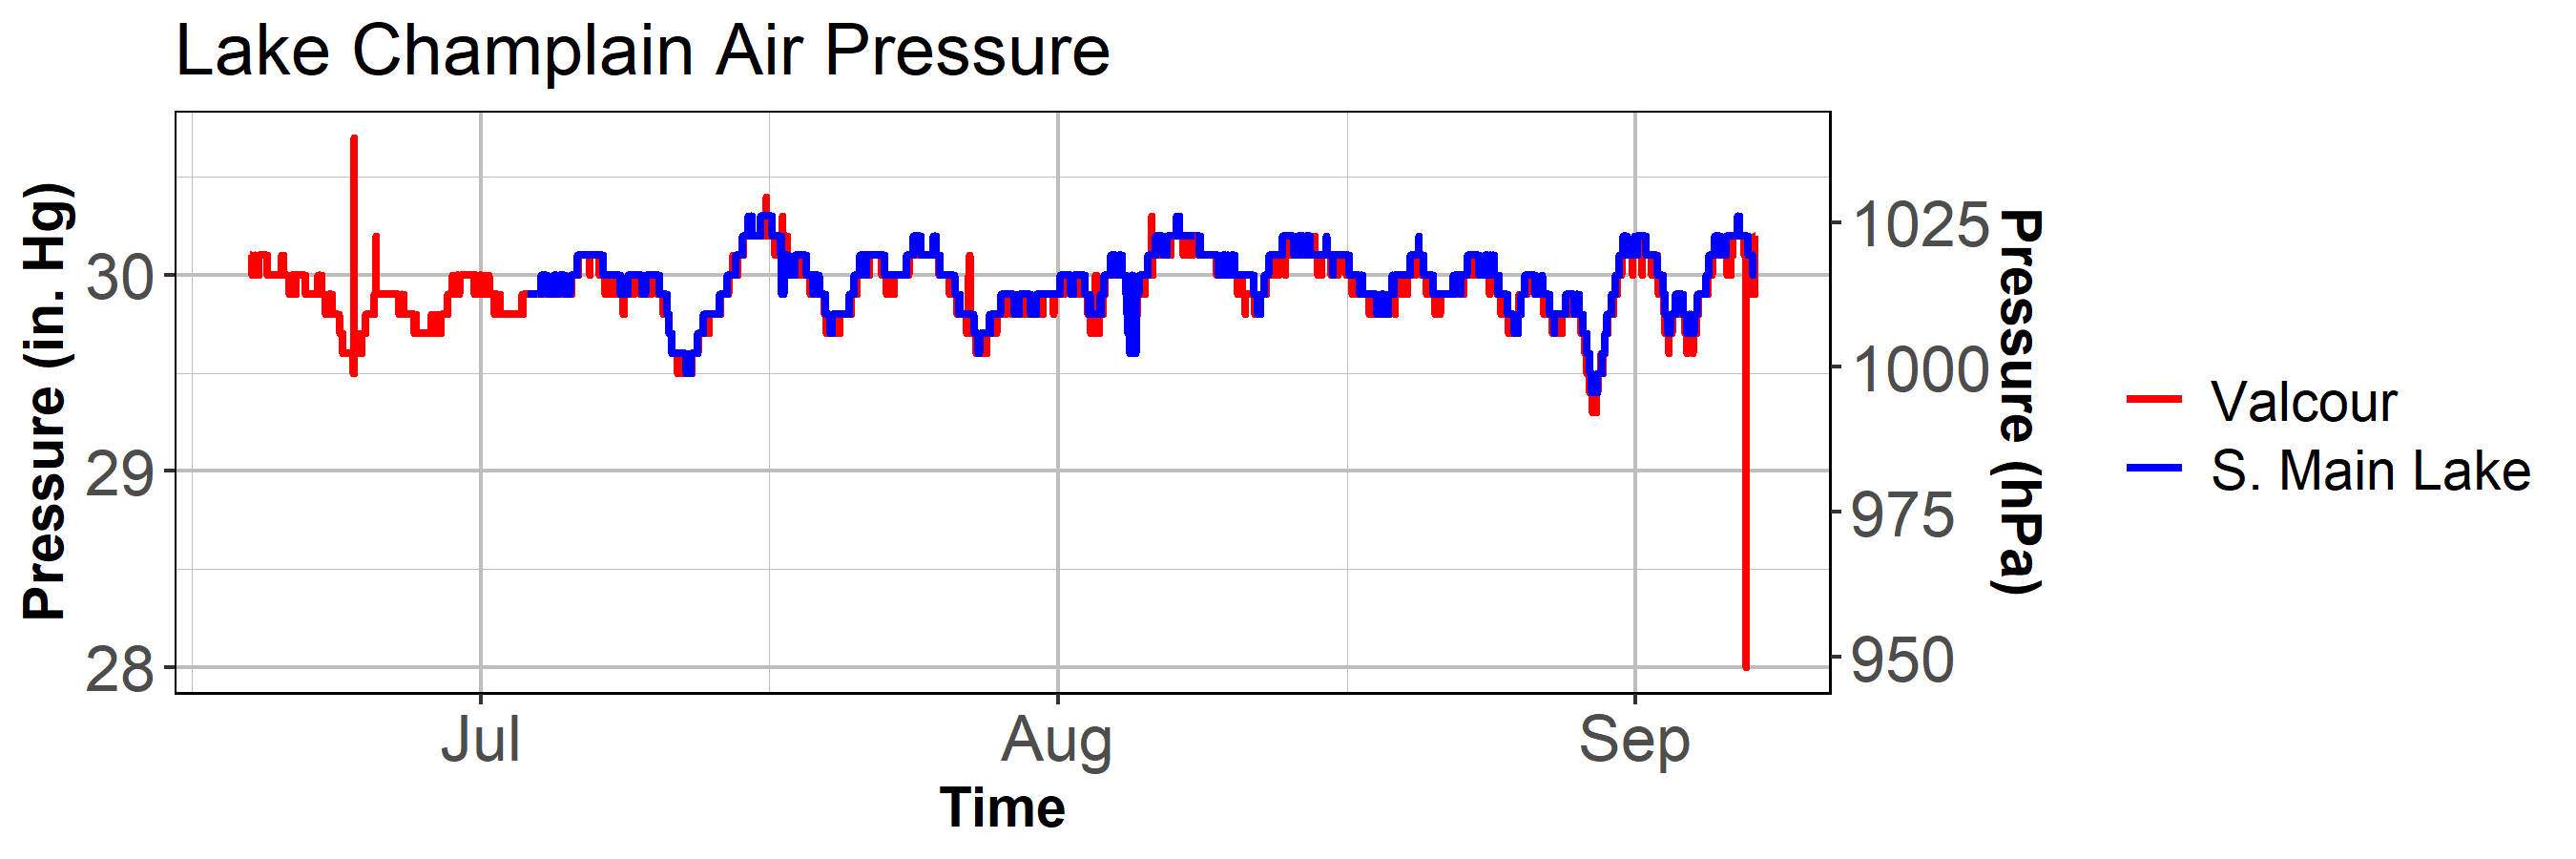 Lake Champlain Air Pressure
Pressure (in. Hg)
30
29
28
1025
1000
975
950
Pressure (hPa)
Jul
Aug
Sep
Time
Valcour
S. Main Lake